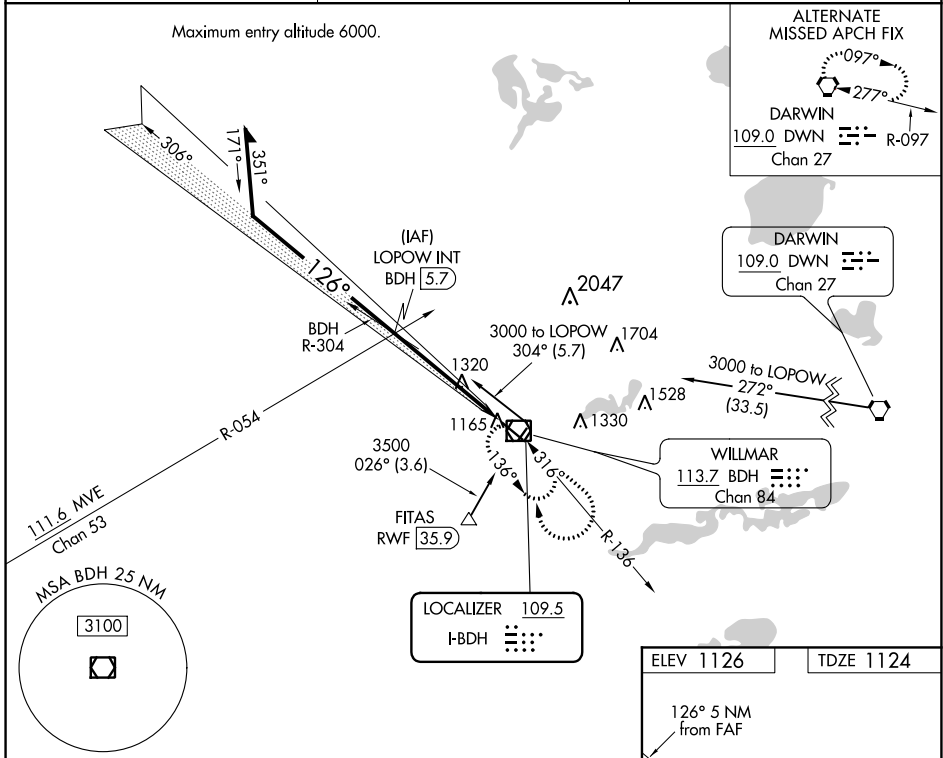 Maximum entry altitude 6000.
ALTERNATE
MISSED APCH FIX
097°
277°
DARWIN
109.0 DWN
R-097
Chan 27
306°
171°
351°
126°
(IAF)
LOPOW INT
BDH 5.7
BDH
R-304
2047
3000 to LOPOW
304° (5.7)
1704
1320
1528
1330
1165
DARWIN
109.0 DWN
Chan 27
3000 to LOPOW
272°
(33.5)
R-054
111.6 MVE
Chan 53
3500
026° (3.6)
136°
316°
R-136
FITAS
RWF 35.9
WILLMAR
113.7 BDH
Chan 84
LOCALIZER 109.5
I-BDH
MSA BDH 25 NM
3100
ELEV 1126
TDZE 1124
126° 5 NM
from FAF